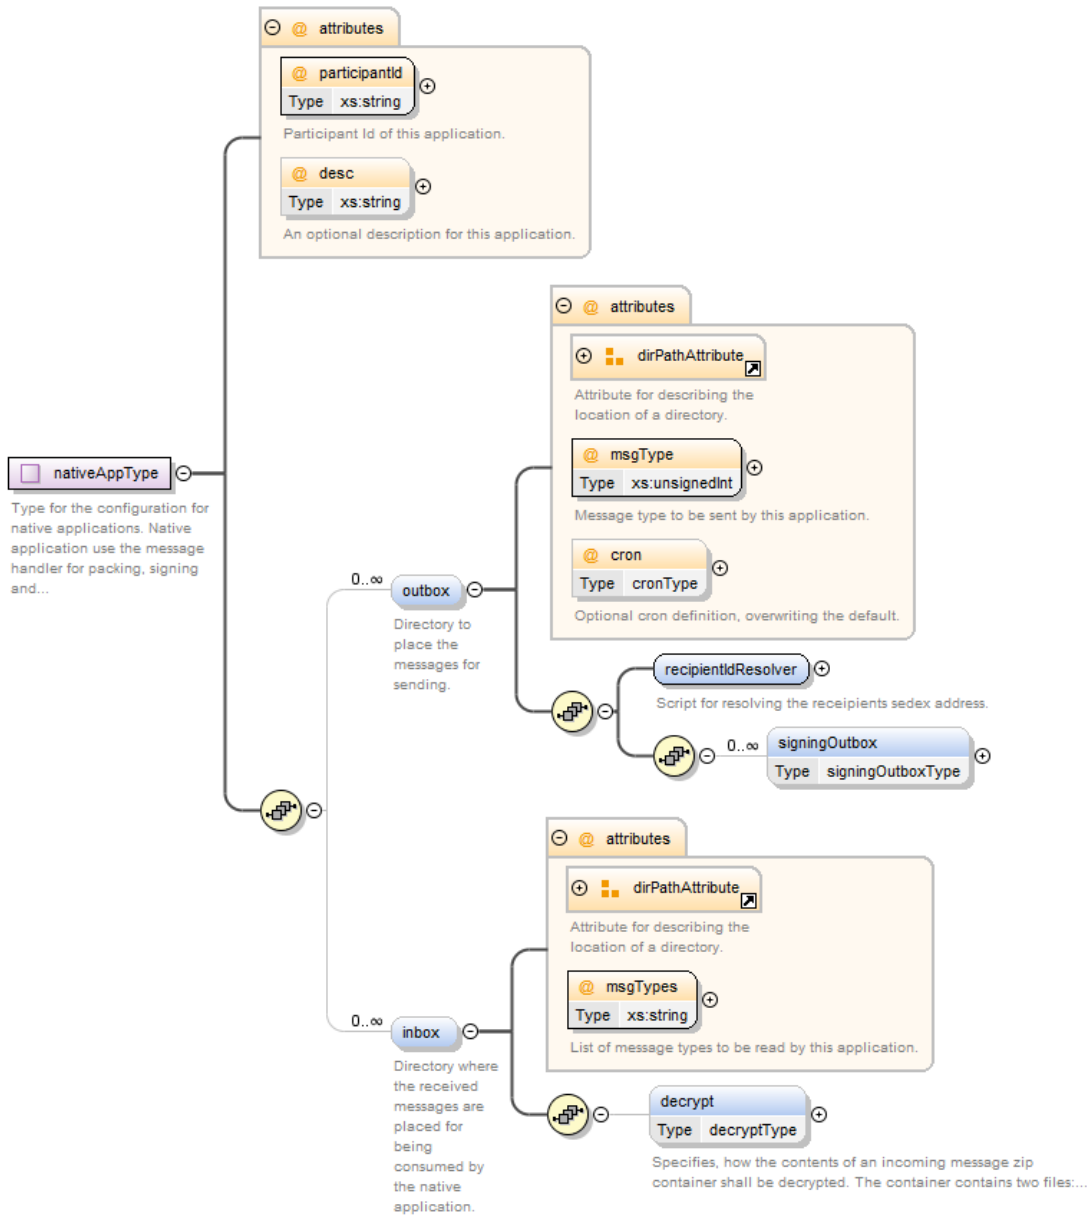 @ attributes
@ participantId
Type xs:string
Participant Id of this application.
@ desc
Type xs:string
An optional description for this application.
@ attributes
dirPathAttribute
Attribute for describing the
location of a directory.
@ msgType
Type xs:unsignedInt
Message type to be sent by this application.
@ cron
Type cronType
Optional cron definition, overwriting the default.
nativeAppType
Type for the configuration for
native applications. Native
application use the message
handler for packing, signing
and...
0..∞
outbox
Directory to
place the
messages for
sending.
recipientIdResolver
Script for resolving the receipients sedex address.
0..∞
signingOutbox
Type signingOutboxType
@ attributes
dirPathAttribute
Attribute for describing the
location of a directory.
@ msgTypes
Type xs:string
List of message types to be read by this application.
0..∞
inbox
Directory where
the received
messages are
placed for
being
consumed by
the native
application.
decrypt
Type decryptType
Specifies, how the contents of an incoming message zip
container shall be decrypted. The container contains two files:...